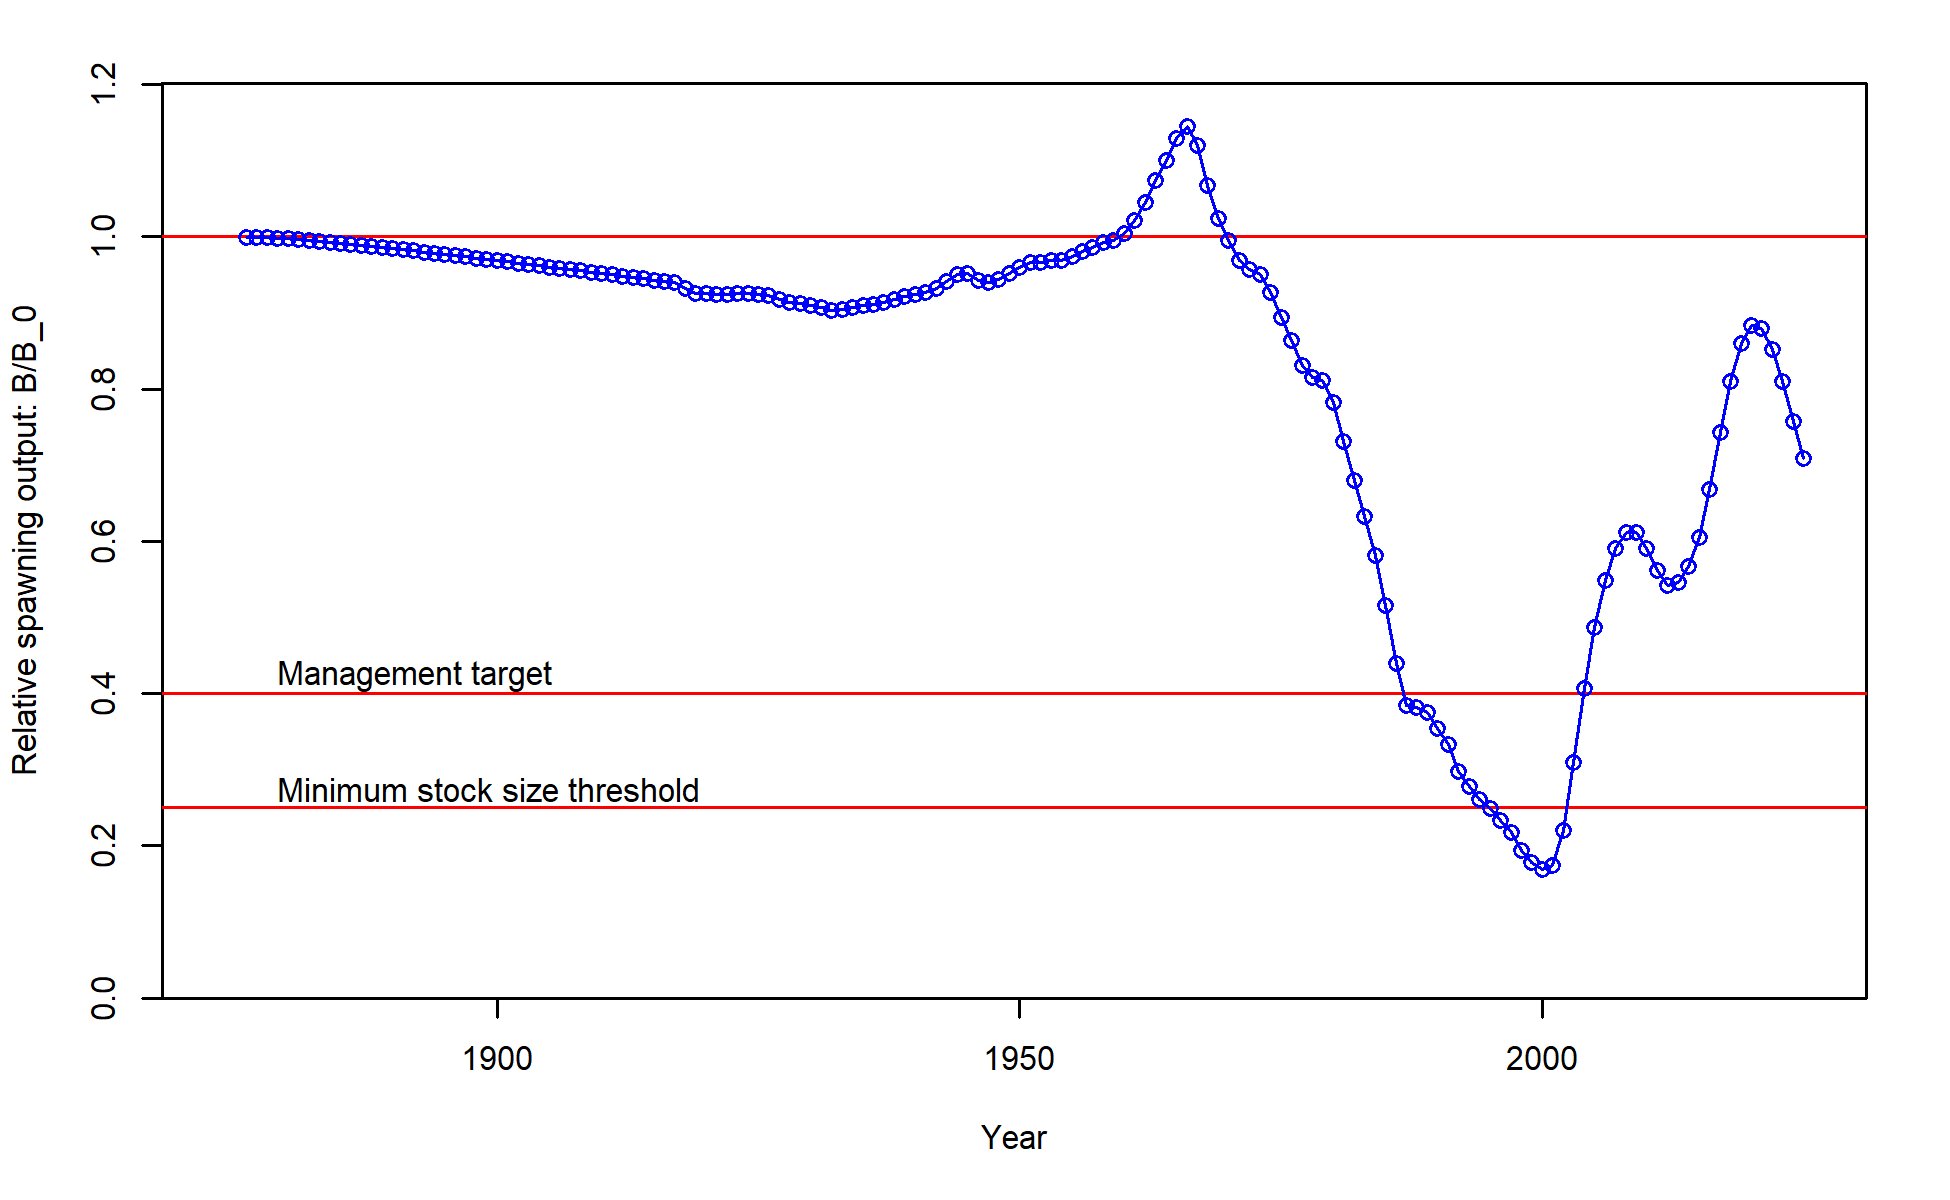 Relative spawning output: B/B_0
1.2
1.0
0.8
0.6
0.4
0.2
0.0
Management target
Minimum stock size threshold
1900 1950 2000
Year